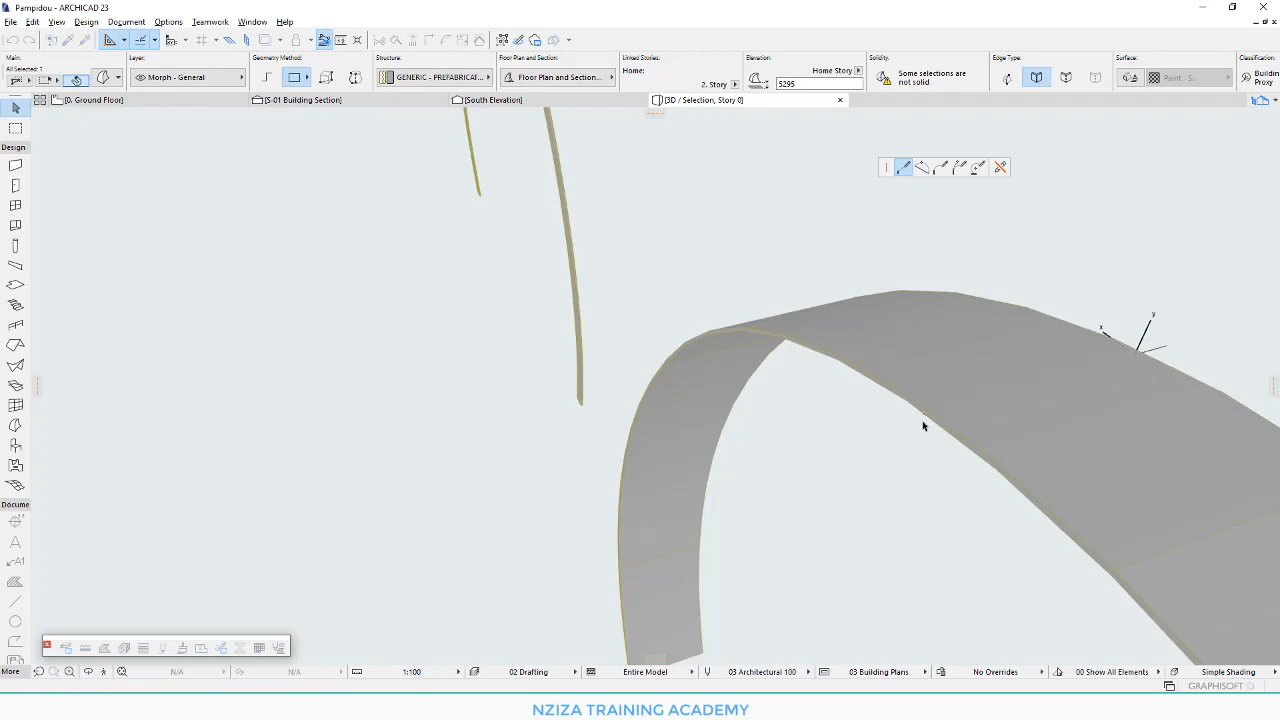 Pampidou - ARCHICAD 23
File Edit View Design Document Options Teamwork Window Help
Main: Layer: Geometry Method: Structure: Floor Plan and Section: Linked Stories: Elevation: Solidity: Edge Type: Surface: Classification:
All Selected: 1
Morph - General
GENERIC - PREFABRICAT...
Floor Plan and Section...
Home:
2. Story
Home Story
5295
Some selections are not solid
Paint - S...
Building Proxy
[0. Ground Floor]
[S-01 Building Section]
[South Elevation]
[3D / Selection, Story 0]
Design
x
y
Docume
A
A1
More
N/A
N/A
1:100
02 Drafting
Entire Model
03 Architectural 100
03 Building Plans
No Overrides
00 Show All Elements
Simple Shading
GRAPHISOFT ID
NZIZA TRAINING ACADEMY